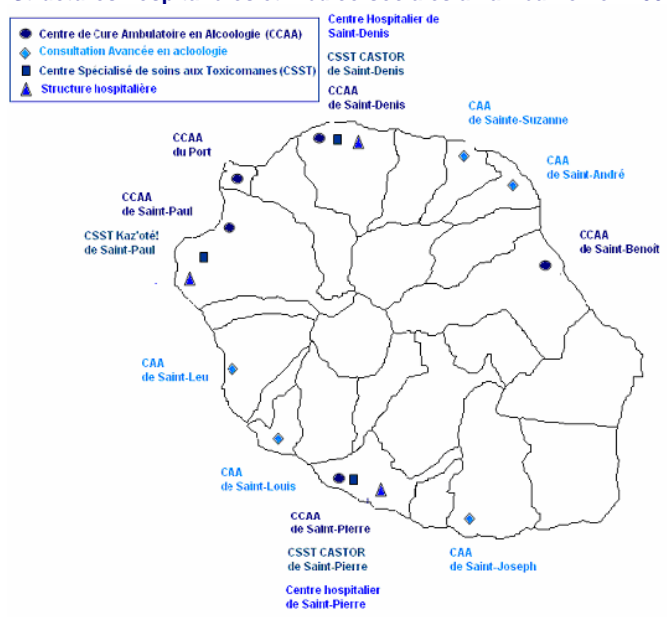 Centre de Cure Ambulatoire en Alcoologie (CCAA)
Consultation Avancée en acloologie
Centre Spécialisé de soins aux Toxicomanes (CSST)
Structure hospitalière
Centre Hospitalier de
Saint-Denis
CSST CASTOR
de Saint-Denis
CCAA
de Saint-Denis
CAA
de Sainte-Suzanne
CCAA
du Port
CAA
de Saint-André
CCAA
de Saint-Paul
CSST Kaz'oté!
de Saint-Paul
CCAA
de Saint-Benoît
CAA
de Saint-Leu
CAA
de Saint-Louis
CCAA
de Saint-Pierre
CSST CASTOR
de Saint-Pierre
Centre hospitalier
de Saint-Pierre
CAA
de Saint-Joseph